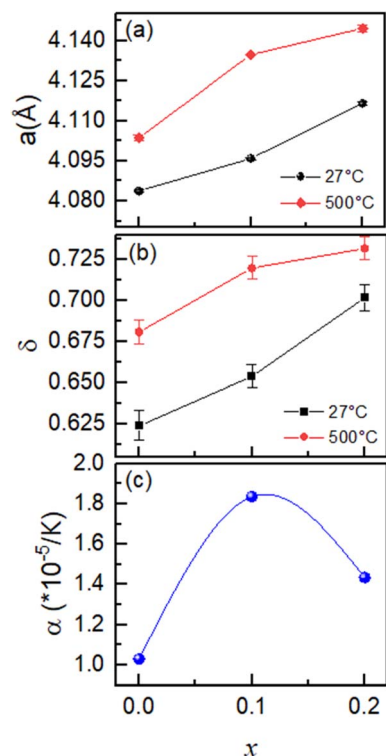 (a)
4.140
4.125
4.110
4.095
4.080
a(Å)
27°C
500°C
(b)
0.725
0.700
0.675
0.650
0.625
δ
27°C
500°C
(c)
2.0
1.8
1.6
1.4
1.2
1.0
α (*10⁻⁵/K)
0.0 0.1 0.2
x